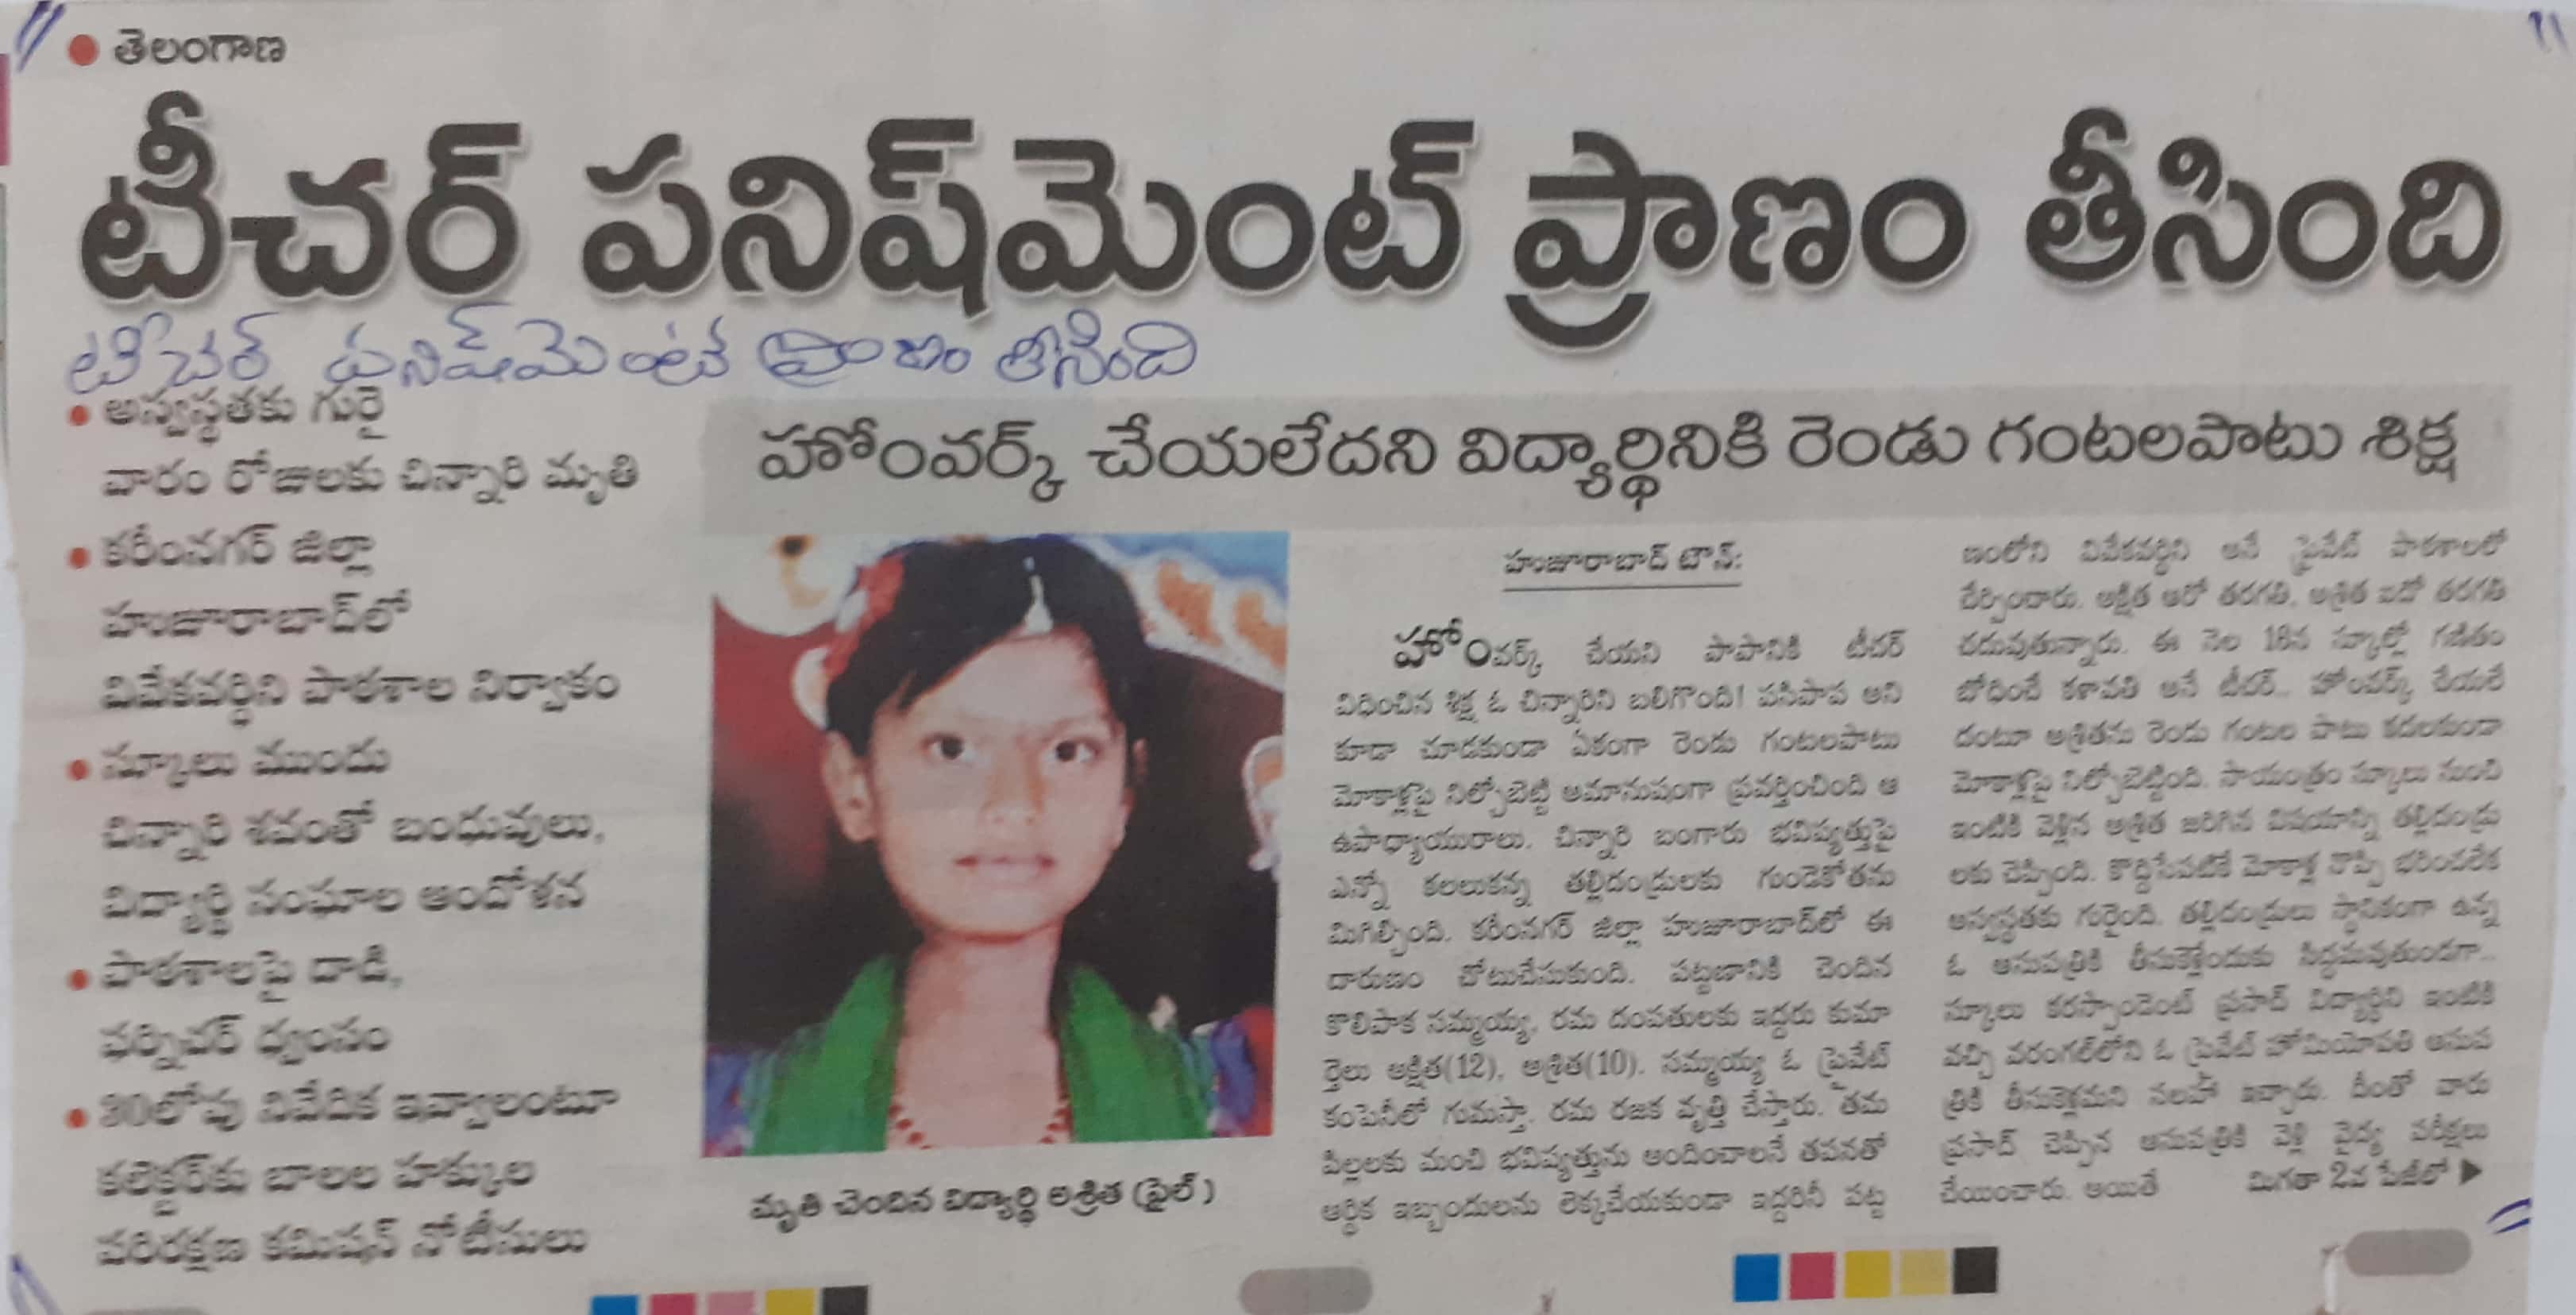 తెలంగాణ
టీచర్ పనిష్‌మెంట్ ప్రాణం తీసింది
టీచర్ పనిష్‌మెంట్ ప్రాణం తీసింది
అస్వస్థతకు గురై
వారం రోజులకు చిన్నారి మృతి
కరీంనగర్ జిల్లా
హుజూరాబాద్‌లో
వివేకవర్ధిని పాఠశాల నిర్వాకం
స్కూలు ముందు
చిన్నారి శవంతో బంధువులు,
విద్యార్థి సంఘాల ఆందోళన
పాఠశాలపై దాడి,
ఫర్నిచర్ ధ్వంసం
30లోపు నివేదిక ఇవ్వాలంటూ
కలెక్టర్‌కు బాలల హక్కుల
పరిరక్షణ కమిషన్ నోటీసులు
హోంవర్క్ చేయలేదని విద్యార్థినికి రెండు గంటలపాటు శిక్ష
మృతి చెందిన విద్యార్థి అశ్రిత (ఫైల్)
హుజూరాబాద్ టౌన్:
హోంవర్క్ చేయని పాపానికి టీచర్
విధించిన శిక్ష ఓ చిన్నారిని బలిగొంది! పసిపాప అని
కూడా చూడకుండా ఏకంగా రెండు గంటలపాటు
మోకాళ్లపై నిల్చోబెట్టి అమానుషంగా ప్రవర్తించింది ఆ
ఉపాధ్యాయురాలు. చిన్నారి బంగారు భవిష్యత్తుపై
ఎన్నో కలలుకన్న తల్లిదండ్రులకు గుండెకోతను
మిగిల్చింది. కరీంనగర్ జిల్లా హుజూరాబాద్‌లో ఈ
దారుణం చోటుచేసుకుంది. పట్టణానికి చెందిన
కొలిపాక సమ్మయ్య, రమ దంపతులకు ఇద్దరు కుమా
ర్తెలు అక్షిత(12), అశ్రిత(10). సమ్మయ్య ఓ ప్రైవేట్
కంపెనీలో గుమస్తా. రమ రజక వృత్తి చేస్తారు. తమ
పిల్లలకు మంచి భవిష్యత్తును అందించాలనే తపనతో
ఆర్థిక ఇబ్బందులను లెక్కచేయకుండా ఇద్దరినీ పట్ట
ణంలోని వివేకవర్ధిని అనే ప్రైవేట్ పాఠశాలలో
చేర్పించారు. అక్షిత ఆరో తరగతి, అశ్రిత ఐదో తరగతి
చదువుతున్నారు. ఈ నెల 18న స్కూల్లో గణితం
బోధించే కళావతి అనే టీచర్.. హోంవర్క్ చేయలే
దంటూ అశ్రితను రెండు గంటల పాటు కదలకుండా
మోకాళ్లపై నిల్చోబెట్టింది. సాయంత్రం స్కూలు నుంచి
ఇంటికి వెళ్లిన అశ్రిత జరిగిన విషయాన్ని తల్లిదండ్రు
లకు చెప్పింది. కొద్దిసేపటికే మోకాళ్ల నొప్పి భరించలేక
అస్వస్థతకు గురైంది. తల్లిదండ్రులు స్థానికంగా ఉన్న
ఓ ఆసుపత్రికి తీసుకెళ్లేందుకు సిద్ధమవుతుండగా..
స్కూలు కరస్పాండెంట్ ప్రసాద్ విద్యార్థిని ఇంటికి
వచ్చి వరంగల్‌లోని ఓ ప్రైవేట్ హోమియోపతి ఆసుప
త్రికి తీసుకెళ్లమని సలహా ఇచ్చారు. దీంతో వారు
ప్రసాద్ చెప్పిన ఆసుపత్రికి వెళ్లి వైద్య పరీక్షలు
చేయించారు. అయితే మిగతా 2వ పేజీలో ▶